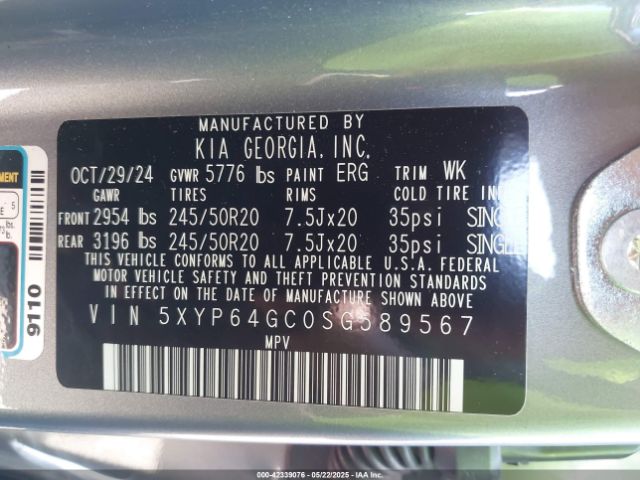 MANUFACTURED BY
KIA GEORGIA, INC.
OCT/29/24 GVWR 5776 lbs PAINT ERG TRIM WK
GAWR TIRES RIMS COLD TIRE
FRONT 2954 lbs 245/50R20 7.5Jx20 35psi
REAR 3196 lbs 245/50R20 7.5Jx20 35psi
THIS VEHICLE CONFORMS TO ALL APPLICABLE U.S.A. FEDERAL
MOTOR VEHICLE SAFETY AND THEFT PREVENTION STANDARDS
IN EFFECT ON THE DATE OF MANUFACTURE SHOWN ABOVE
VIN 5XYP64GC0SG589567
MPV
9110
000-42339076 - 05/22/2025 - IAA Inc.